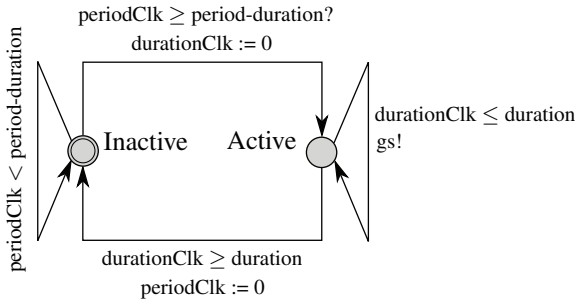 periodClk ≥ period-duration?
durationClk := 0
periodClk < period-duration
Inactive
Active
durationClk ≤ duration
gs!
durationClk ≥ duration
periodClk := 0